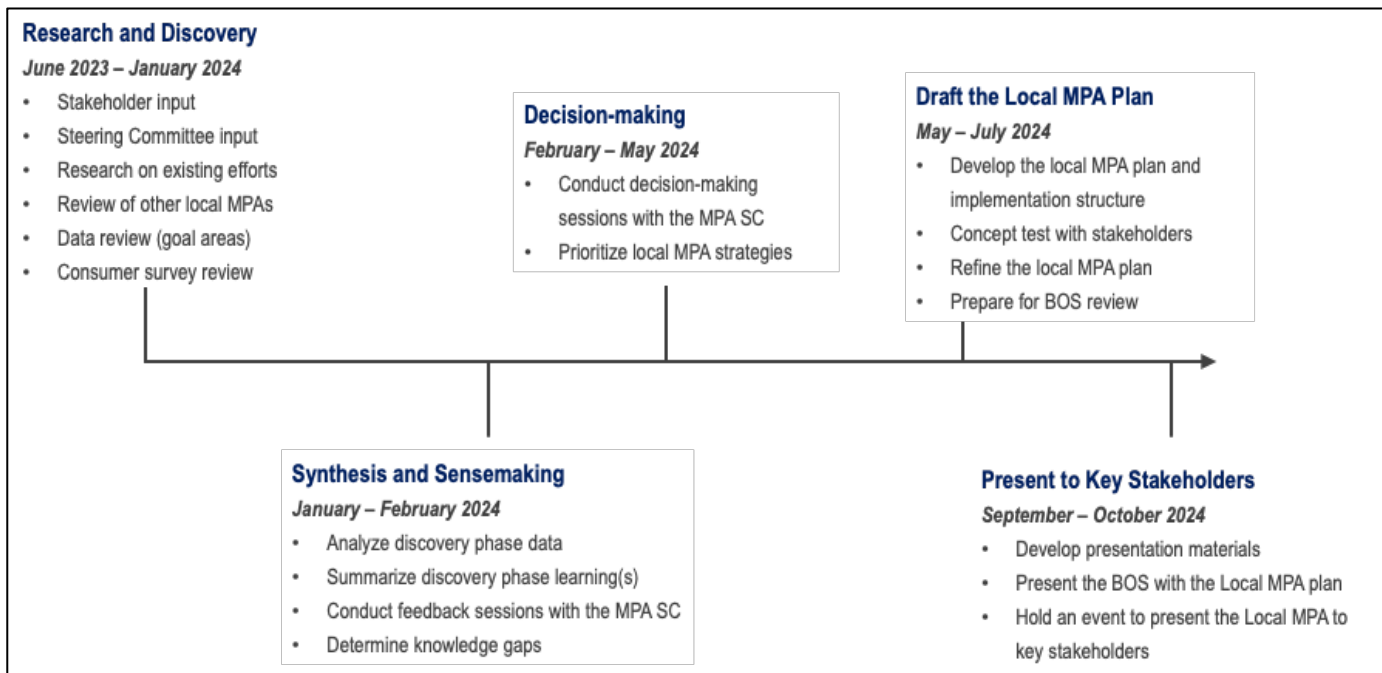 Research and Discovery
June 2023 – January 2024
• Stakeholder input
• Steering Committee input
• Research on existing efforts
• Review of other local MPAs
• Data review (goal areas)
• Consumer survey review
Synthesis and Sensemaking
January – February 2024
• Analyze discovery phase data
• Summarize discovery phase learning(s)
• Conduct feedback sessions with the MPA SC
• Determine knowledge gaps
Decision-making
February – May 2024
• Conduct decision-making
sessions with the MPA SC
• Prioritize local MPA strategies
Draft the Local MPA Plan
May – July 2024
• Develop the local MPA plan and
implementation structure
• Concept test with stakeholders
• Refine the local MPA plan
• Prepare for BOS review
Present to Key Stakeholders
September – October 2024
• Develop presentation materials
• Present the BOS with the Local MPA plan
• Hold an event to present the Local MPA to
key stakeholders